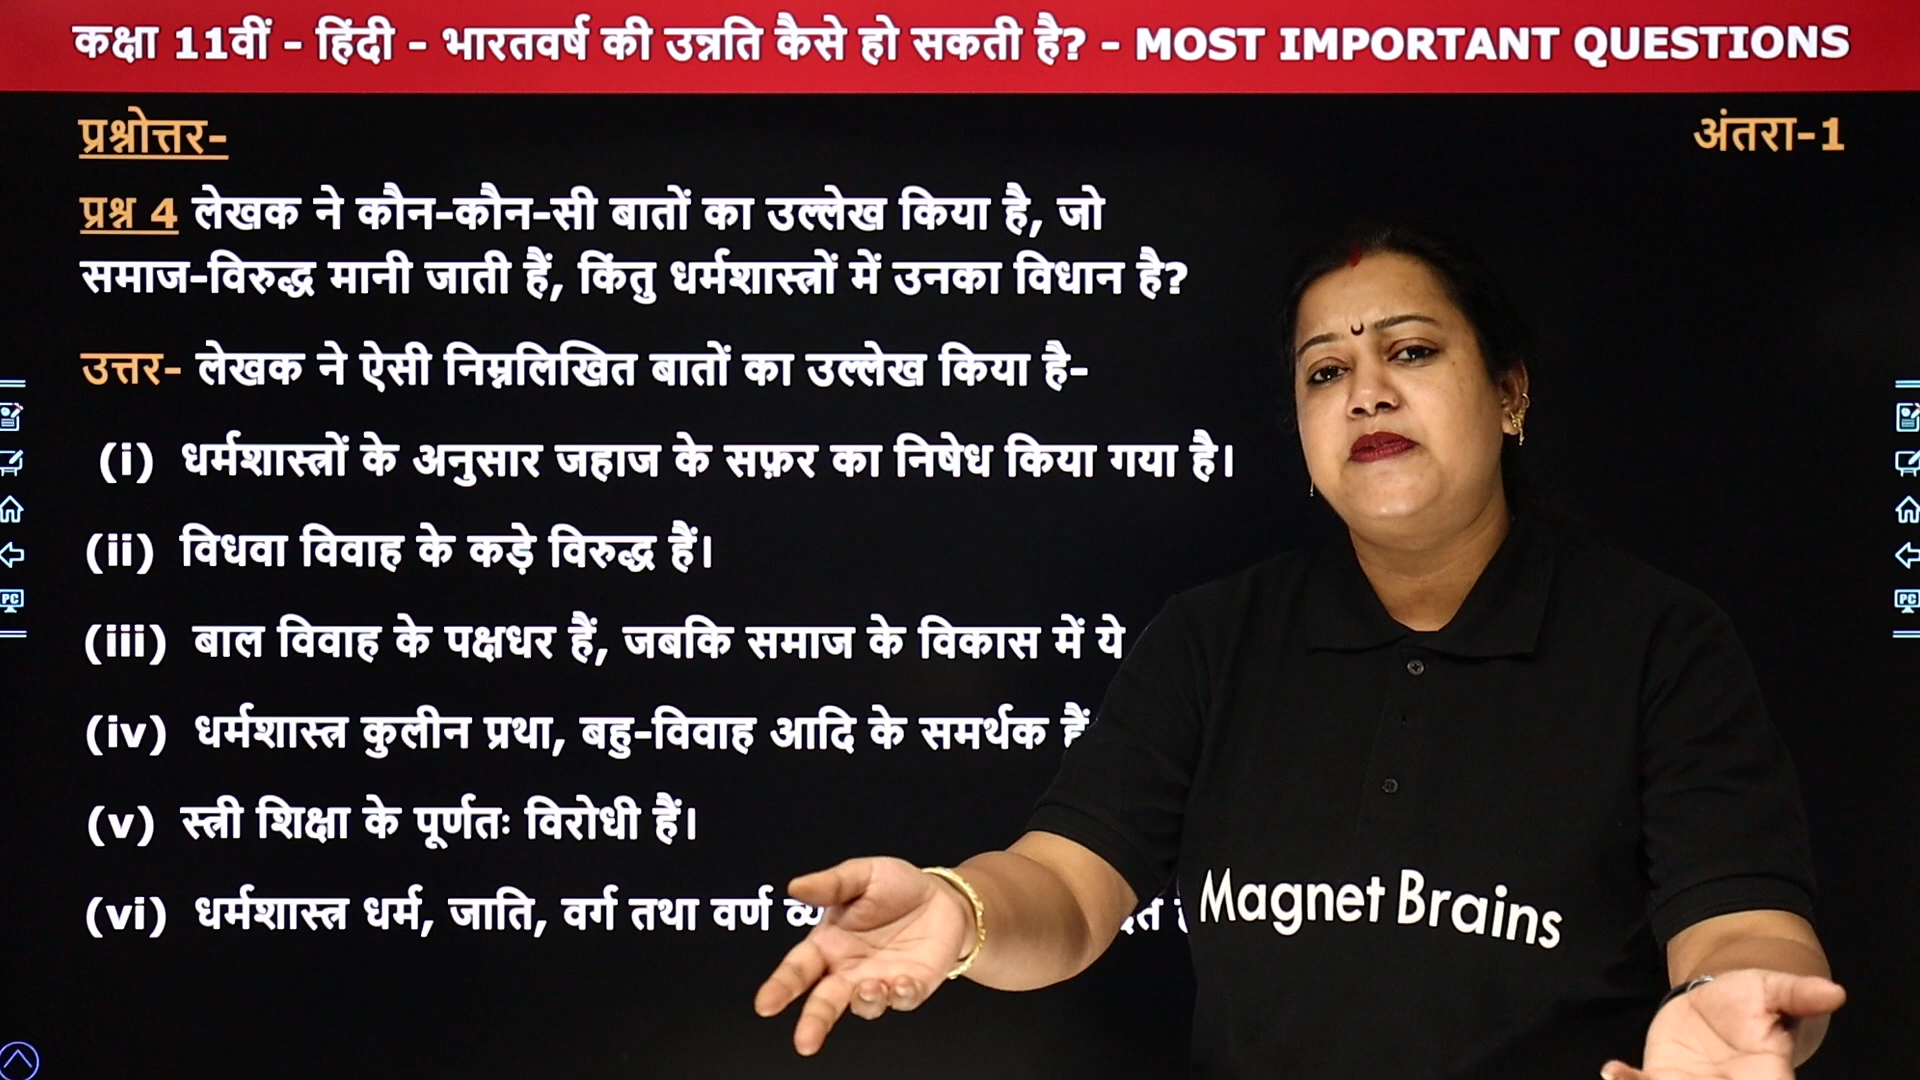 कक्षा 11वीं - हिंदी - भारतवर्ष की उन्नति कैसे हो सकती है? - MOST IMPORTANT QUESTIONS
प्रश्नोत्तर-
अंतरा-1
प्रश्न 4 लेखक ने कौन-कौन-सी बातों का उल्लेख किया है, जो
समाज-विरुद्ध मानी जाती हैं, किंतु धर्मशास्त्रों में उनका विधान है?
उत्तर- लेखक ने ऐसी निम्नलिखित बातों का उल्लेख किया है-
(i) धर्मशास्त्रों के अनुसार जहाज के सफ़र का निषेध किया गया है।
(ii) विधवा विवाह के कड़े विरुद्ध हैं।
(iii) बाल विवाह के पक्षधर हैं, जबकि समाज के विकास में ये
(iv) धर्मशास्त्र कुलीन प्रथा, बहु-विवाह आदि के समर्थक हैं
(v) स्त्री शिक्षा के पूर्णतः विरोधी हैं।
(vi) धर्मशास्त्र धर्म, जाति, वर्ग तथा वर्ण
Magnet Brains
PC
PC